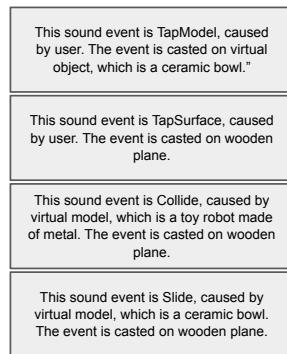 This sound event is TapModel, caused
by user. The event is casted on virtual
object, which is a ceramic bowl.”
This sound event is TapSurface, caused
by user. The event is casted on wooden
plane.
This sound event is Collide, caused by
virtual model, which is a toy robot made
of metal. The event is casted on wooden
plane.
This sound event is Slide, caused by
virtual model, which is a ceramic bowl.
The event is casted on wooden plane.